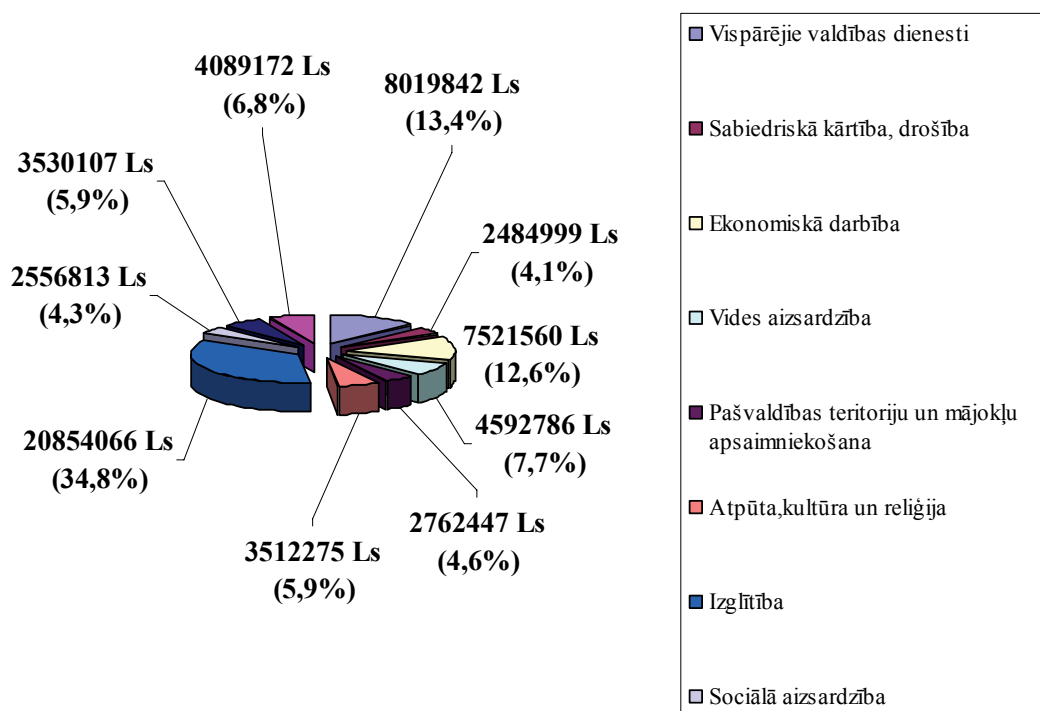 4089172 Ls
(6,8%)
8019842 Ls
(13,4%)
3530107 Ls
(5,9%)
2484999 Ls
(4,1%)
2556813 Ls
(4,3%)
7521560 Ls
(12,6%)
20854066 Ls
(34,8%)
4592786 Ls
(7,7%)
2762447 Ls
(4,6%)
3512275 Ls
(5,9%)
Vispārējie valdības dienesti
Sabiedriskā kārtība, drošība
Ekonomiskā darbība
Vides aizsardzība
Pašvaldības teritoriju un mājokļu
apsaimniekošana
Atpūta,kultūra un reliģija
Izglītība
Sociālā aizsardzība